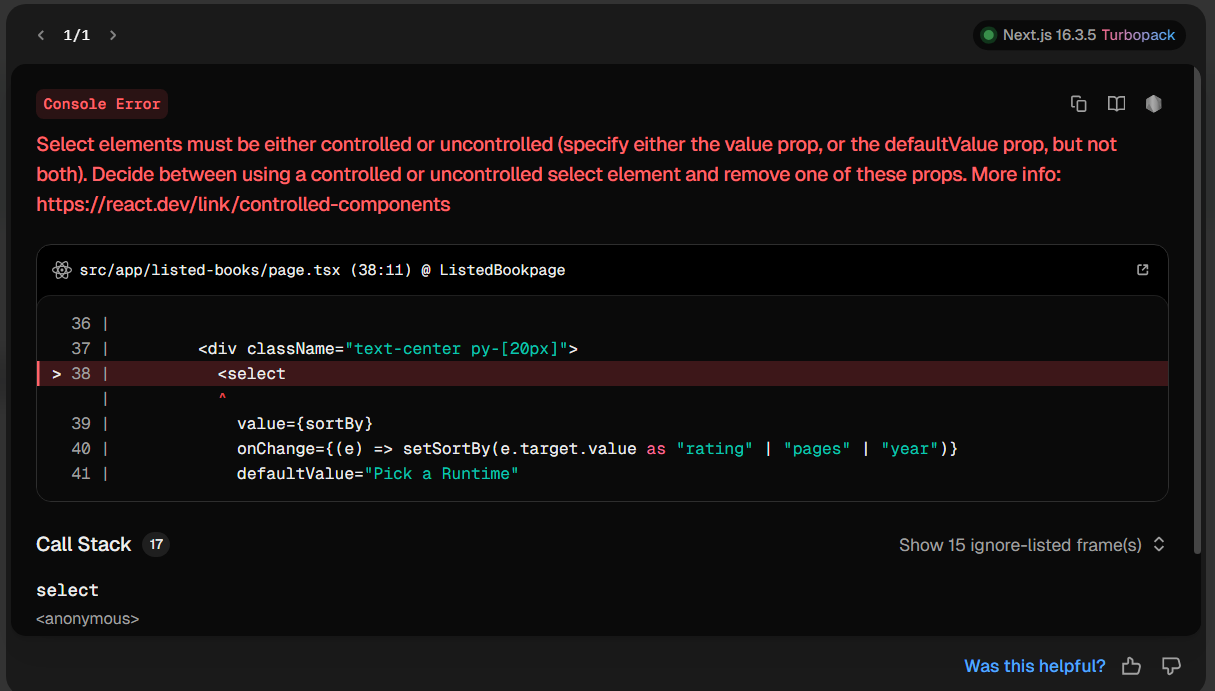 1/1
Next.js 16.3.5 Turbopack
Console Error
Select elements must be either controlled or uncontrolled (specify either the value prop, or the defaultValue prop, but not
both). Decide between using a controlled or uncontrolled select element and remove one of these props. More info:
https://react.dev/link/controlled-components
src/app/listed-books/page.tsx (38:11) @ ListedBookpage
36 |
37 | <div className="text-center py-[20px]">
> 38 | <select
| ^
39 | value={sortBy}
40 | onChange={(e) => setSortBy(e.target.value as "rating" | "pages" | "year")}
41 | defaultValue="Pick a Runtime"
Call Stack 17
Show 15 ignore-listed frame(s)
select
<anonymous>
Was this helpful?